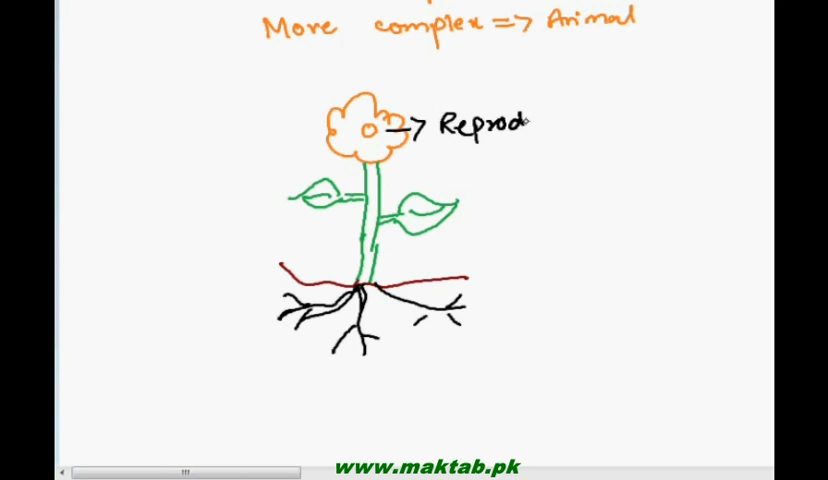 More complex => Animal
→ Reprod
www.maktab.pk